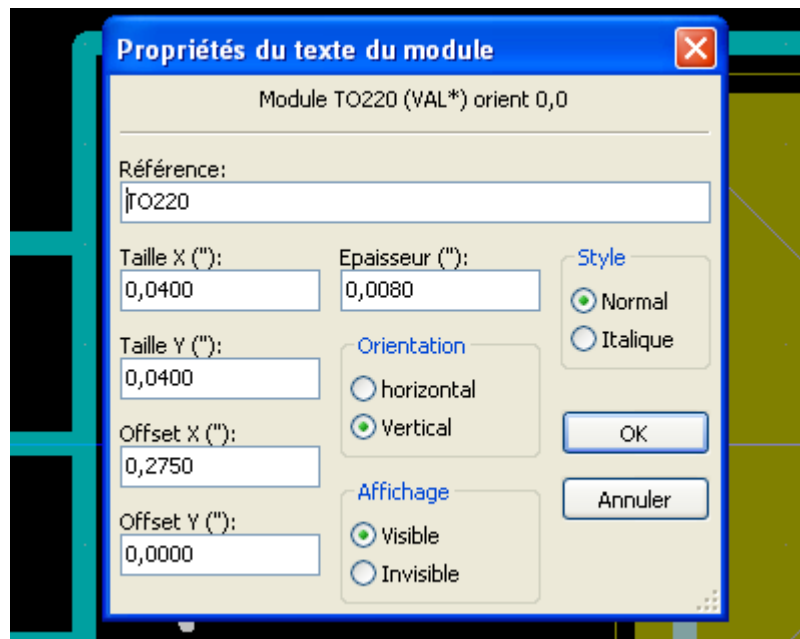 Propriétés du texte du module
Module TO220 (VAL*) orient 0,0
Référence:
TO220
Taille X ("):
0,0400
Taille Y ("):
0,0400
Offset X ("):
0,2750
Offset Y ("):
0,0000
Epaisseur ("):
0,0080
Orientation
horizontal
Vertical
Affichage
Visible
Invisible
Style
Normal
Italique
OK
Annuler